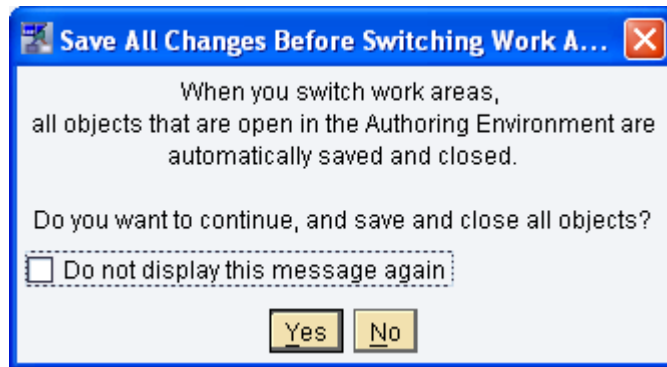 Save All Changes Before Switching Work A...
When you switch work areas,
all objects that are open in the Authoring Environment are
automatically saved and closed.
Do you want to continue, and save and close all objects?
Do not display this message again
Yes No